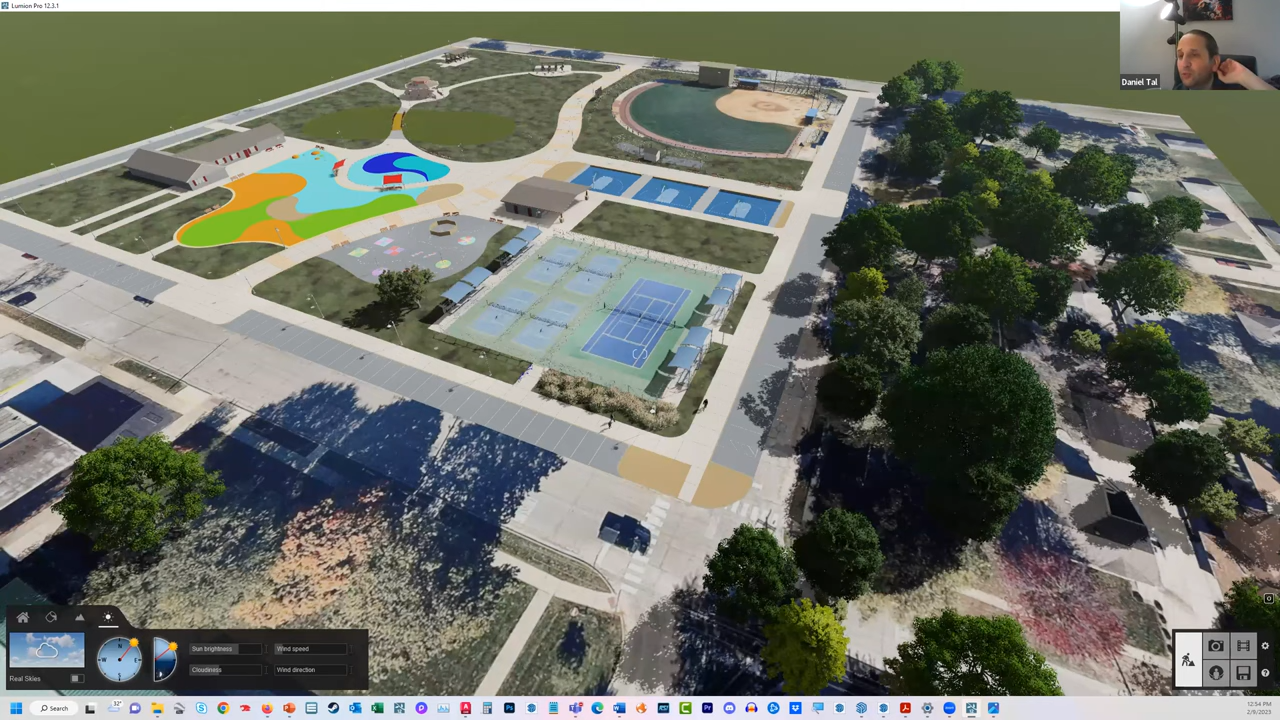 Lumion Pro 12.3.1
Daniel Tal
N
W
E
S
Sun brightness
Wind speed
Cloudiness
Wind direction
Real Skies
Search
32°
12:54 PM
2/9/2023